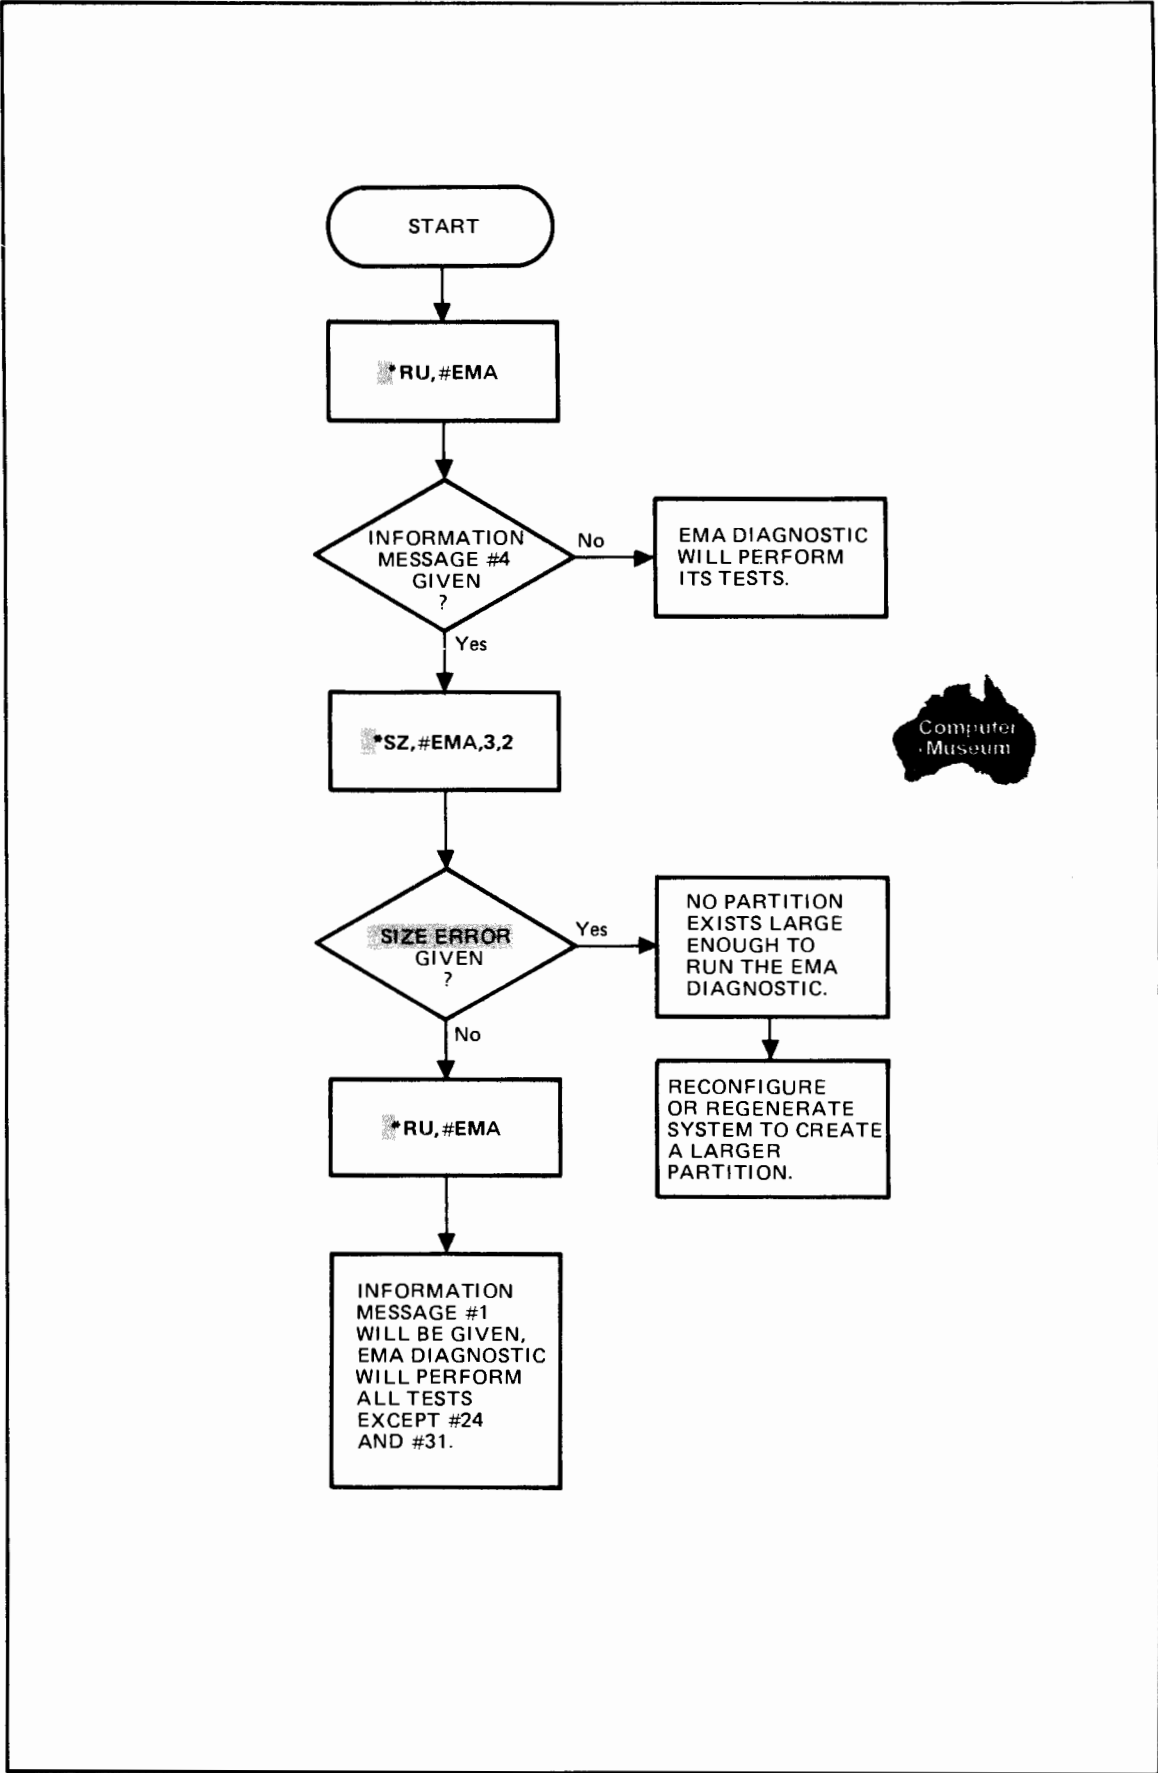 START
*RU,#EMA
INFORMATION
MESSAGE #4
GIVEN
?
No
EMA DIAGNOSTIC
WILL PERFORM
ITS TESTS.
Yes
*SZ,#EMA,3,2
Computer
Museum
SIZE ERROR
GIVEN
?
Yes
NO PARTITION
EXISTS LARGE
ENOUGH TO
RUN THE EMA
DIAGNOSTIC.
No
RECONFIGURE
OR REGENERATE
SYSTEM TO CREATE
A LARGER
PARTITION.
*RU,#EMA
INFORMATION
MESSAGE #1
WILL BE GIVEN,
EMA DIAGNOSTIC
WILL PERFORM
ALL TESTS
EXCEPT #24
AND #31.